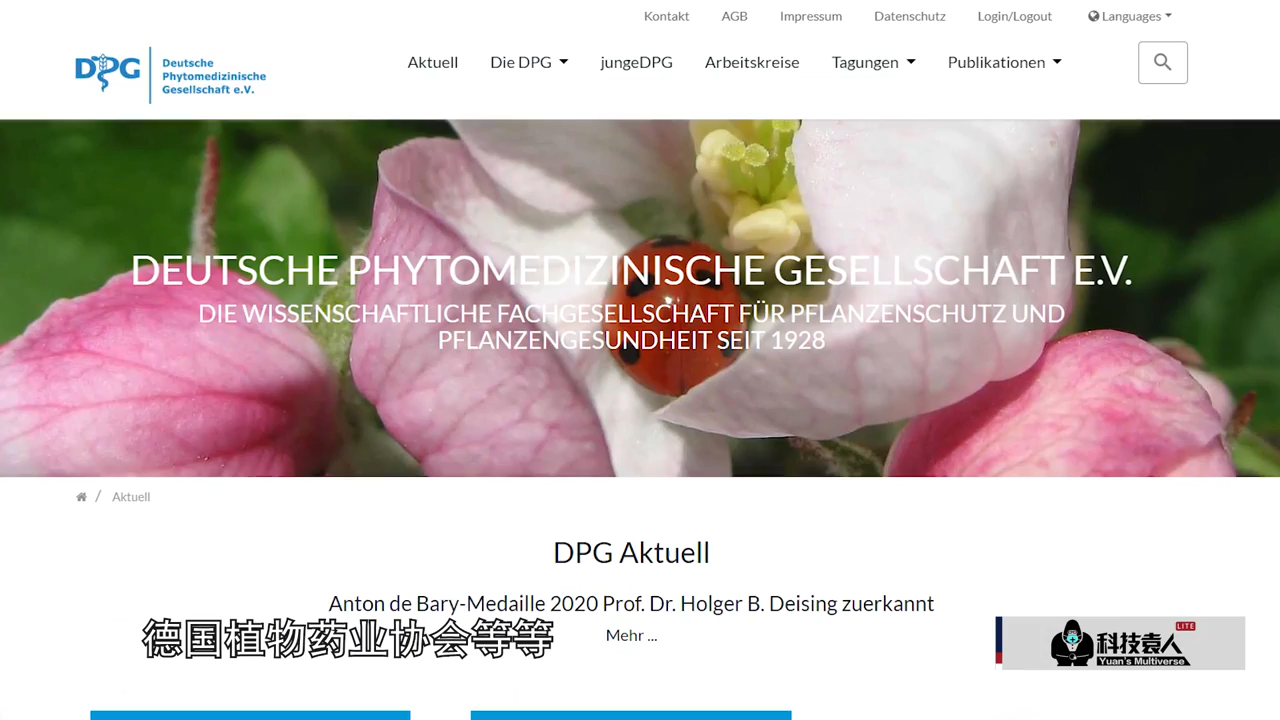 Kontakt AGB Impressum Datenschutz Login/Logout Languages
DPG Deutsche
Phytomedizinische
Gesellschaft e.V.
Aktuell Die DPG jungeDPG Arbeitskreise Tagungen Publikationen
DEUTSCHE PHYTOMEDIZINISCHE GESELLSCHAFT E.V.
DIE WISSENSCHAFTLICHE FACHGESELLSCHAFT FÜR PFLANZENSCHUTZ UND
PFLANZENGESUNDHEIT SEIT 1928
/ Aktuell
DPG Aktuell
Anton de Bary-Medaille 2020 Prof. Dr. Holger B. Deising zuerkannt
Mehr ...
德国植物药业协会等等
科技袁人 LITE
Yuan's Multiverse